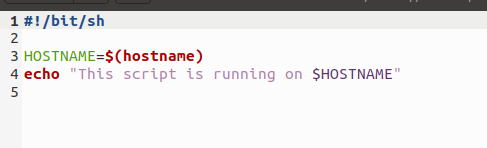 1 #!/bit/sh
2
3 HOSTNAME=$(hostname)
4 echo "This script is running on $HOSTNAME"
5